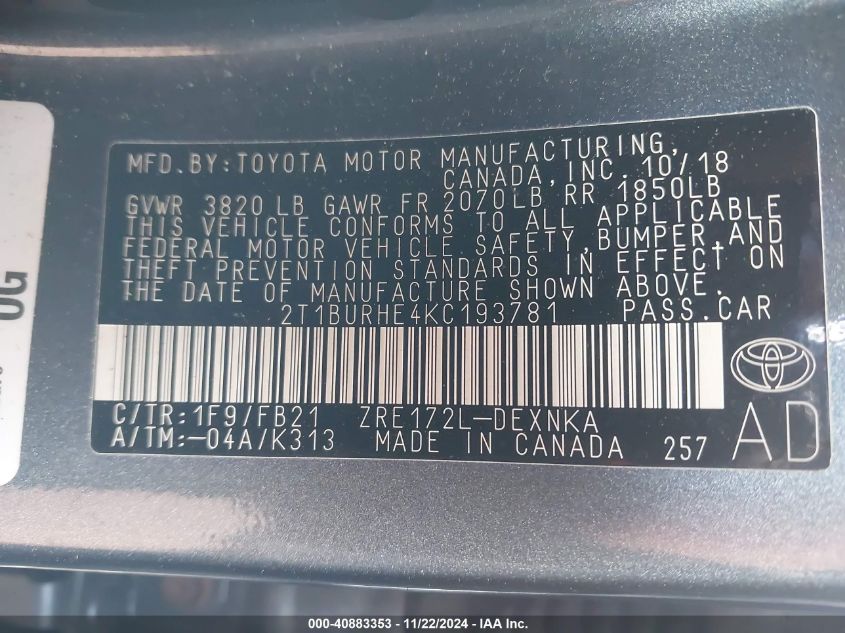 MFD.BY:TOYOTA MOTOR MANUFACTURING,
CANADA, INC. 10/18
GVWR 3820 LB GAWR FR 2070LB RR 1850LB
THIS VEHICLE CONFORMS TO ALL APPLICABLE
FEDERAL MOTOR VEHICLE SAFETY,BUMPER,AND
THEFT PREVENTION STANDARDS IN EFFECT ON
THE DATE OF MANUFACTURE SHOWN ABOVE.
2T1BURHE4KC193781 PASS.CAR
C/TR:1F9/FB21 ZRE172L-DEXNKA
A/TM:-04A/K313 MADE IN CANADA 257 AD
OG
000-40883353 - 11/22/2024 - IAA, Inc.